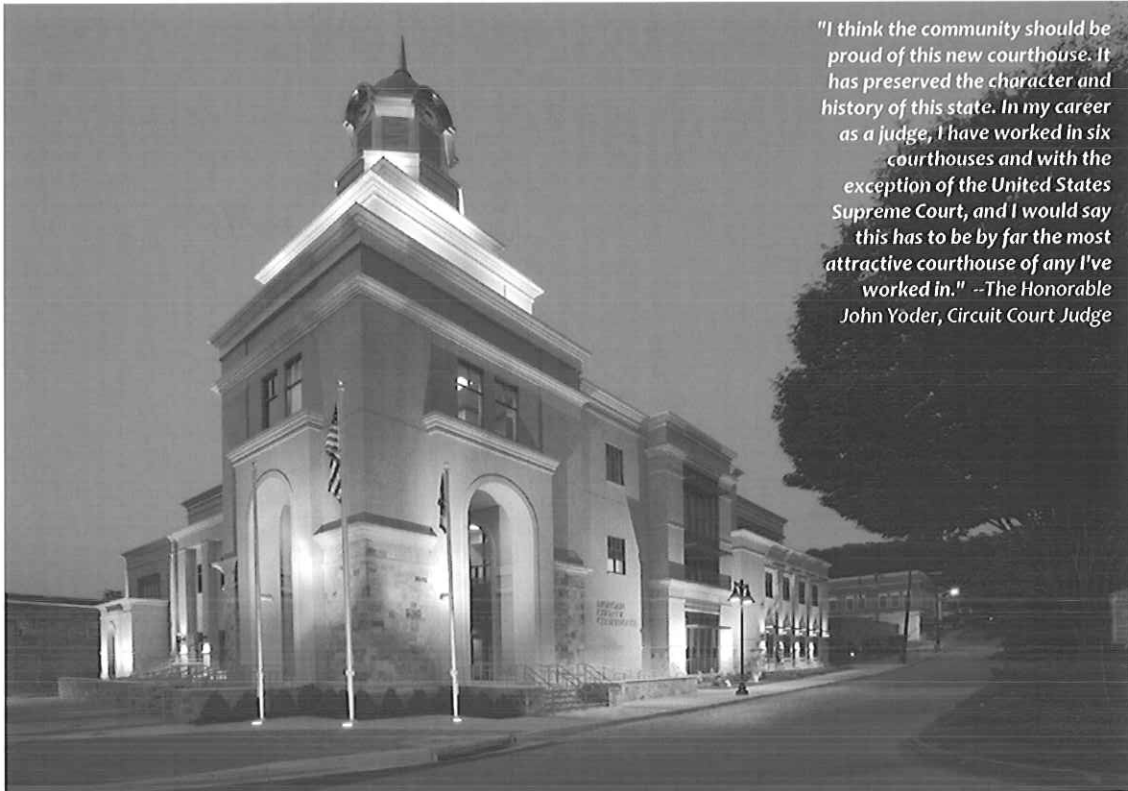 "I think the community should be
proud of this new courthouse. It
has preserved the character and
history of this state. In my career
as a judge, I have worked in six
courthouses and with the
exception of the United States
Supreme Court, and I would say
this has to be by far the most
attractive courthouse of any I've
worked in." --The Honorable
John Yoder, Circuit Court Judge
MORGAN
COUNTY
COURTHOUSE